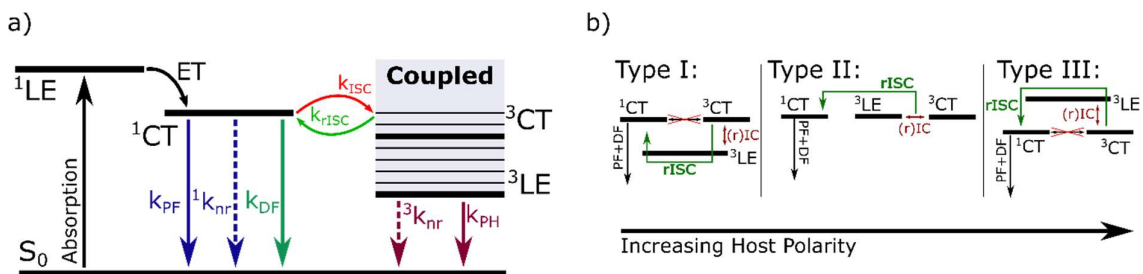 a)
¹LE
ET
¹CT
k_ISC
k_rISC
Coupled
³CT
³LE
Absorption
k_PF
¹k_nr
k_DF
³k_nr
k_PH
S₀
b)
Type I:
¹CT
³CT
(r)IC
³LE
rISC
PF+DF
Type II:
rISC
¹CT
³LE
³CT
(r)IC
PF+DF
Type III:
rISC
³LE
(r)IC
¹CT
³CT
PF+DF
Increasing Host Polarity